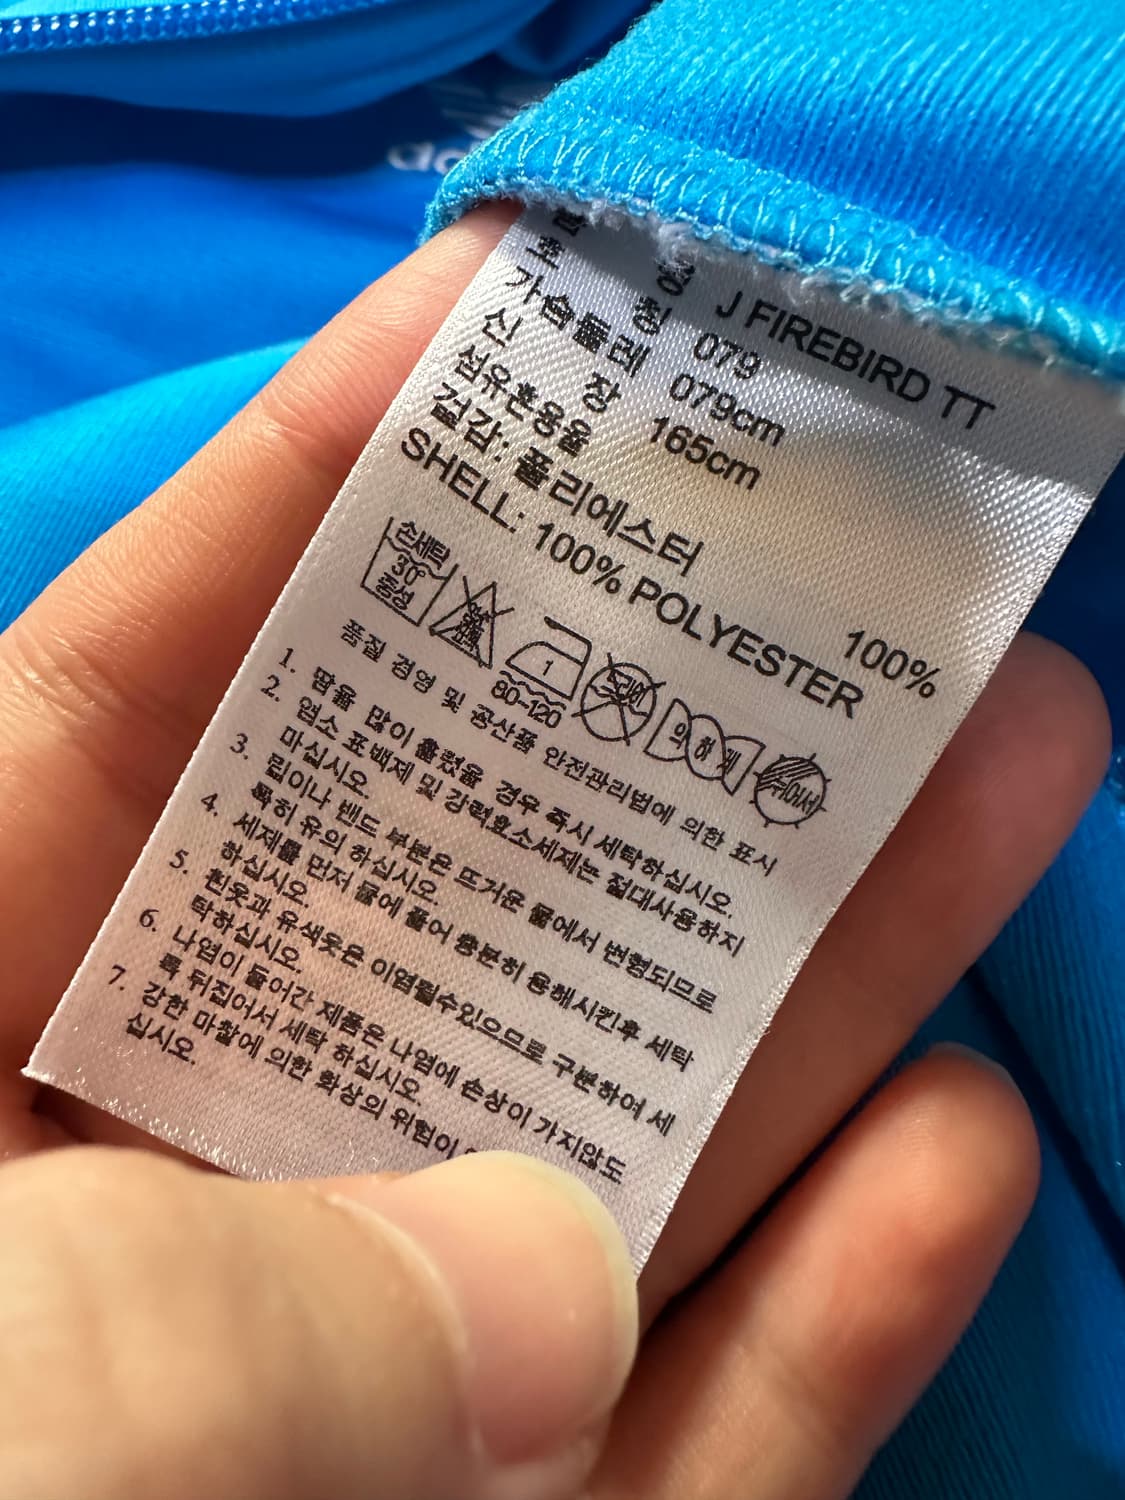 명 J FIREBIRD TT
호 칭 079
가슴둘레 079cm
신 장 165cm
섬유혼용율
겉감: 폴리에스터 100%
SHELL: 100% POLYESTER
손세탁
30°
중성
염소
표백
1
80~120
드라이
약하게
뉘어서
품질 경영 및 공산품 안전관리법에 의한 표시
1. 땀을 많이 흘렸을 경우 즉시 세탁하십시오.
2. 염소 표백제 및 강력효소세제는 절대사용하지
마십시오.
3. 립이나 밴드 부분은 뜨거운 물에서 변형되므로
특히 유의 하십시오.
4. 세제를 먼저 물에 풀어 충분히 용해시킨후 세탁
하십시오.
5. 흰옷과 유색옷은 이염될수있으므로 구분하여 세
탁하십시오.
6. 나염이 들어간 제품은 나염에 손상이 가지않도
록 뒤집어서 세탁 하십시오
7. 강한 마찰에 의한 화상의 위험이
십시오.